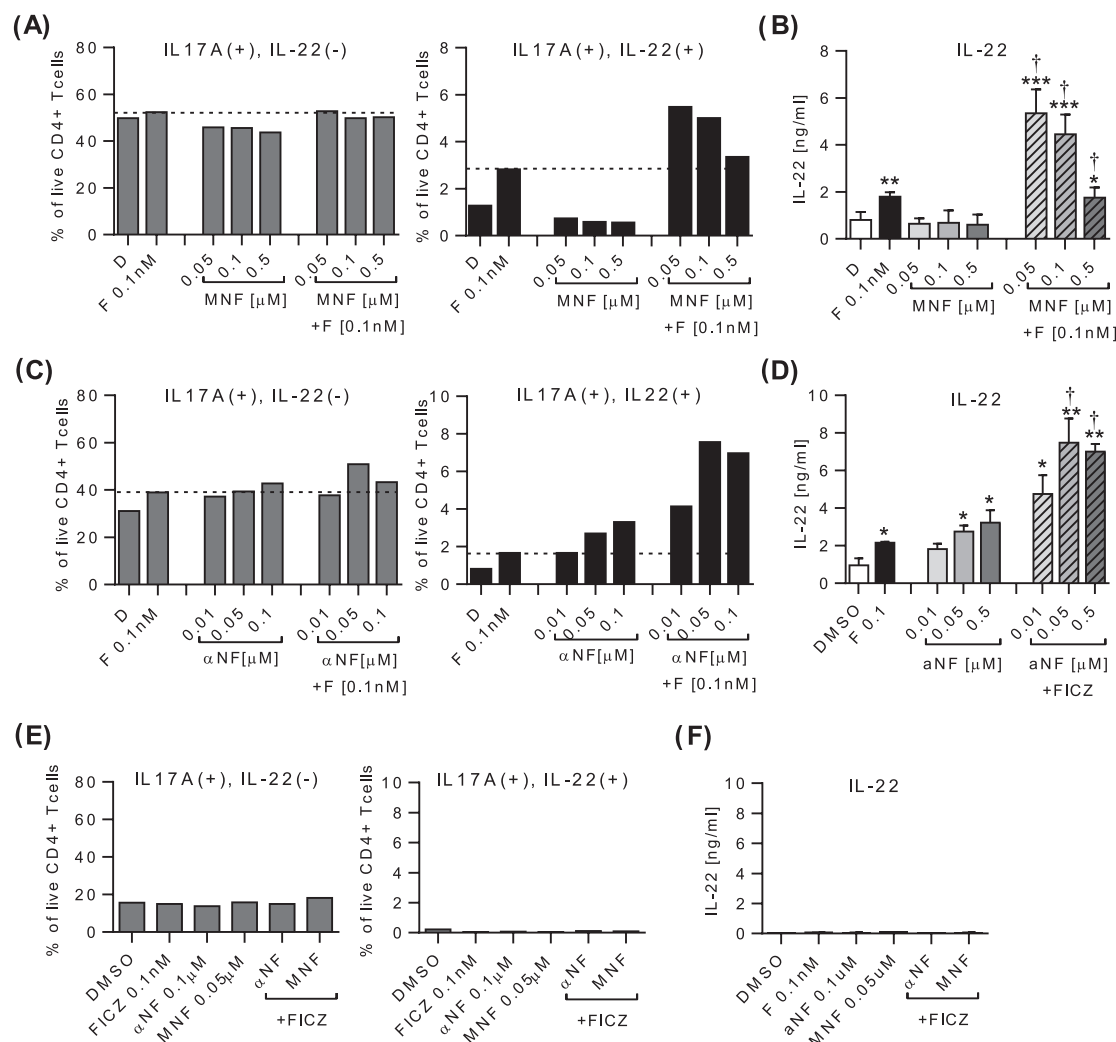 (A)
IL17A(+), IL-22(-)
% of live CD4+ Tcells
80
60
40
20
0
D
F 0.1nM
0.05
0.1
0.5
MNF [μM]
0.05
0.1
0.5
MNF [μM]
+F [0.1nM]
IL17A(+), IL-22(+)
% of live CD4+ Tcells
8
6
4
2
0
D
F 0.1nM
0.05
0.1
0.5
MNF [μM]
0.05
0.1
0.5
MNF [μM]
+F [0.1nM]
(B)
IL-22
IL-22 [ng/ml]
8
6
4
2
0
**
†
***
†
***
†
*
D
F 0.1nM
0.05
0.1
0.5
MNF [μM]
0.05
0.1
0.5
MNF [μM]
+F [0.1nM]
(C)
IL17A(+), IL-22(-)
% of live CD4+ Tcells
80
60
40
20
0
D
F 0.1nM
0.01
0.05
0.1
αNF[μM]
0.01
0.05
0.1
αNF [μM]
+F [0.1nM]
IL17A(+), IL22(+)
% of live CD4+ Tcells
10
8
6
4
2
0
D
F 0.1nM
0.01
0.05
0.1
αNF[μM]
0.01
0.05
0.1
αNF [μM]
+F [0.1nM]
(D)
IL-22
IL-22 [ng/ml]
10
8
6
4
2
0
*
*
*
*
†
**
†
**
DMSO
F 0.1
0.01
0.05
0.5
aNF [μM]
0.01
0.05
0.5
aNF [μM]
+FICZ
(E)
IL17A(+), IL-22(-)
% of live CD4+ Tcells
80
60
40
20
0
DMSO
FICZ 0.1nM
αNF 0.1μM
MNF 0.05μM
αNF
MNF
+FICZ
IL17A(+), IL-22(+)
% of live CD4+ Tcells
10
8
6
4
2
0
DMSO
FICZ 0.1nM
αNF 0.1μM
MNF 0.05μM
αNF
MNF
+FICZ
(F)
IL-22
IL-22 [ng/ml]
10
8
6
4
2
0
DMSO
F 0.1nM
aNF 0.1uM
MNF 0.05uM
αNF
MNF
+FICZ